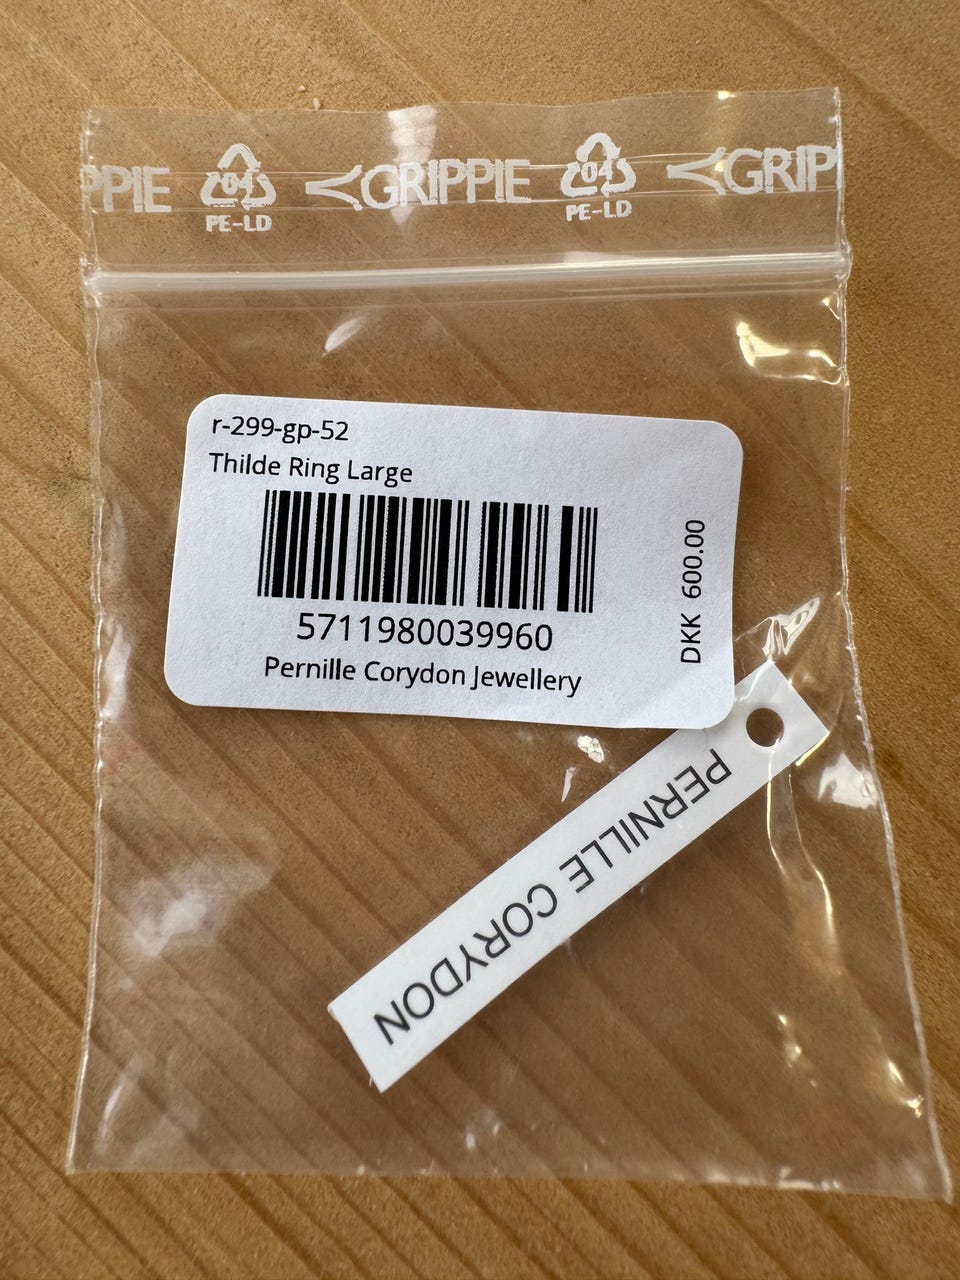 PPIE 04 PE-LD GRIPPIE 04 PE-LD GRIP
r-299-gp-52
Thilde Ring Large
5711980039960
Pernille Corydon Jewellery
DKK 600.00
PERNILLE CORYDON